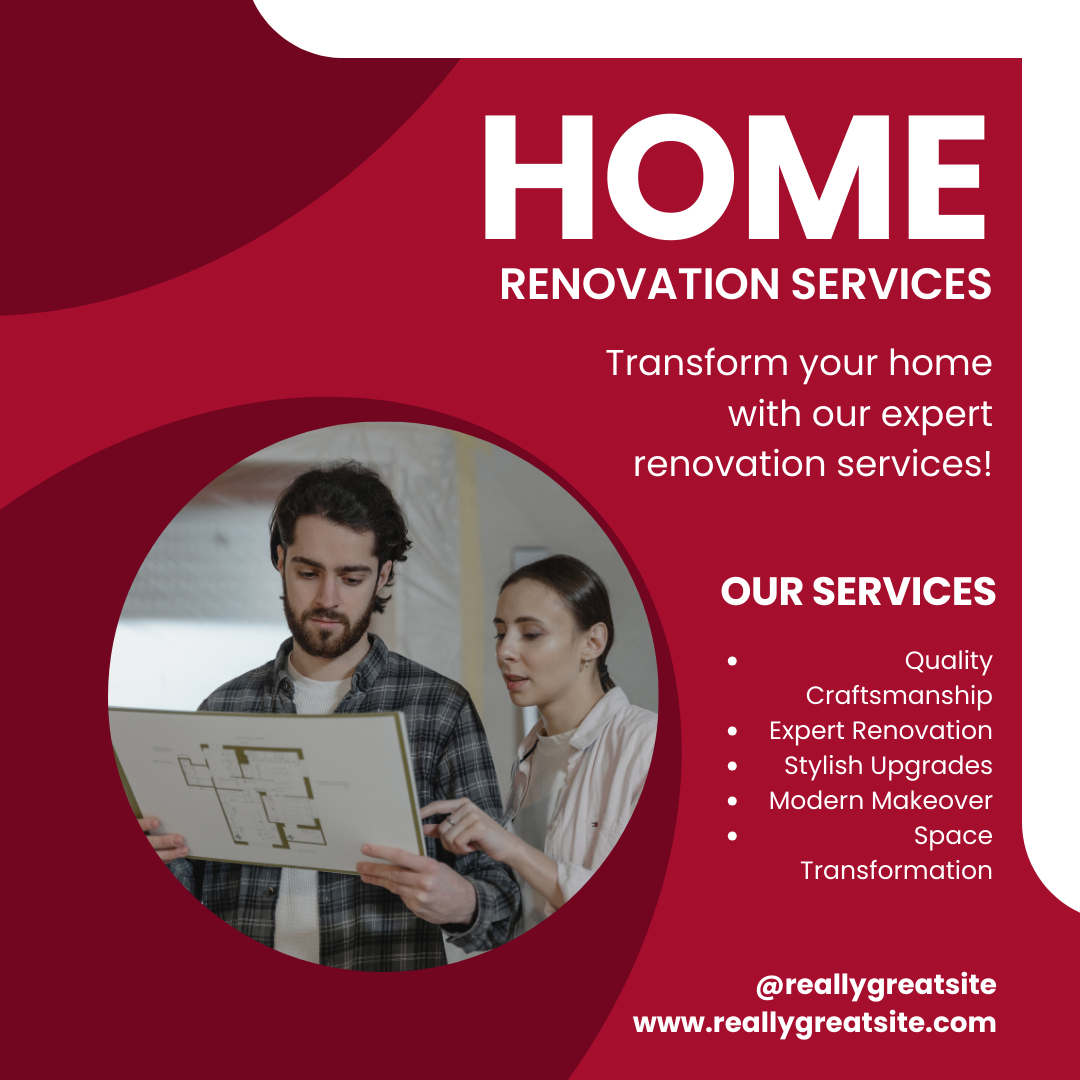 HOME
RENOVATION SERVICES
Transform your home
with our expert
renovation services!
OUR SERVICES
• Quality
Craftsmanship
• Expert Renovation
• Stylish Upgrades
• Modern Makeover
• Space
Transformation
@reallygreatsite
www.reallygreatsite.com